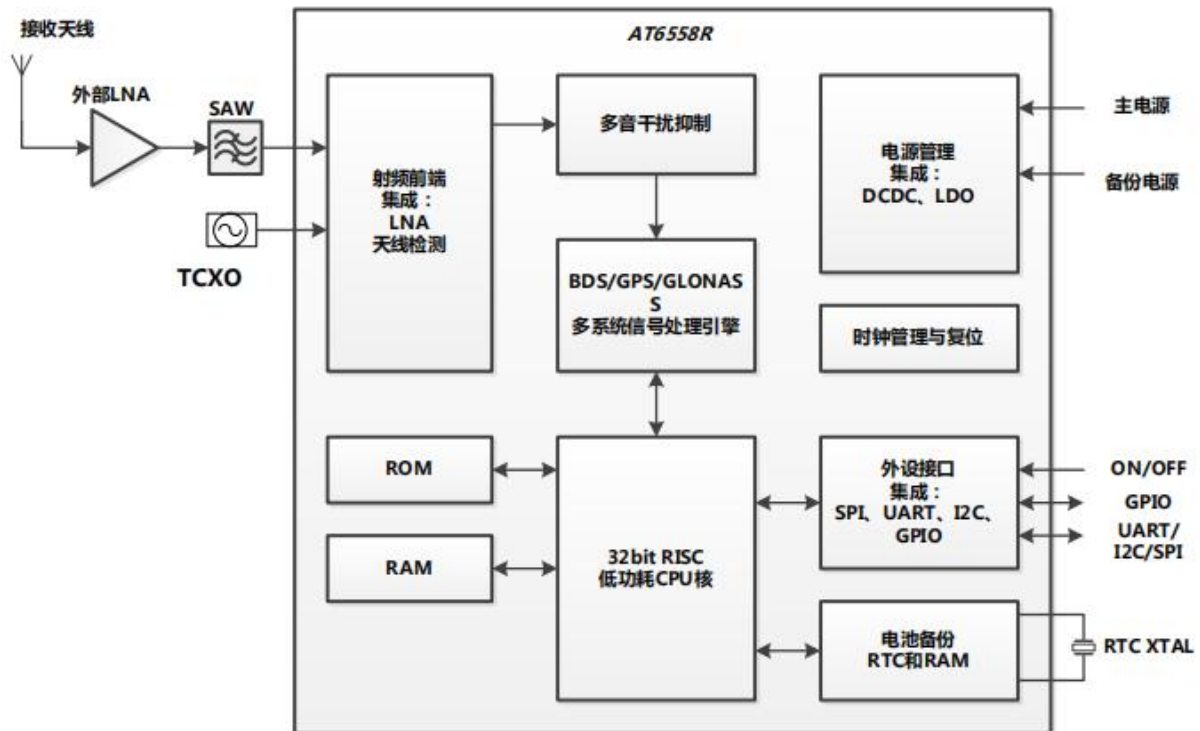 接收天线
外部LNA
SAW
TCXO
AT6558R
射频前端
集成：
LNA
天线检测
多音干扰抑制
BDS/GPS/GLONAS
S
多系统信号处理引擎
电源管理
集成：
DCDC、LDO
主电源
备份电源
时钟管理与复位
ROM
RAM
32bit RISC
低功耗CPU核
外设接口
集成：
SPI、UART、I2C、
GPIO
ON/OFF
GPIO
UART/
I2C/SPI
电池备份
RTC和RAM
RTC XTAL